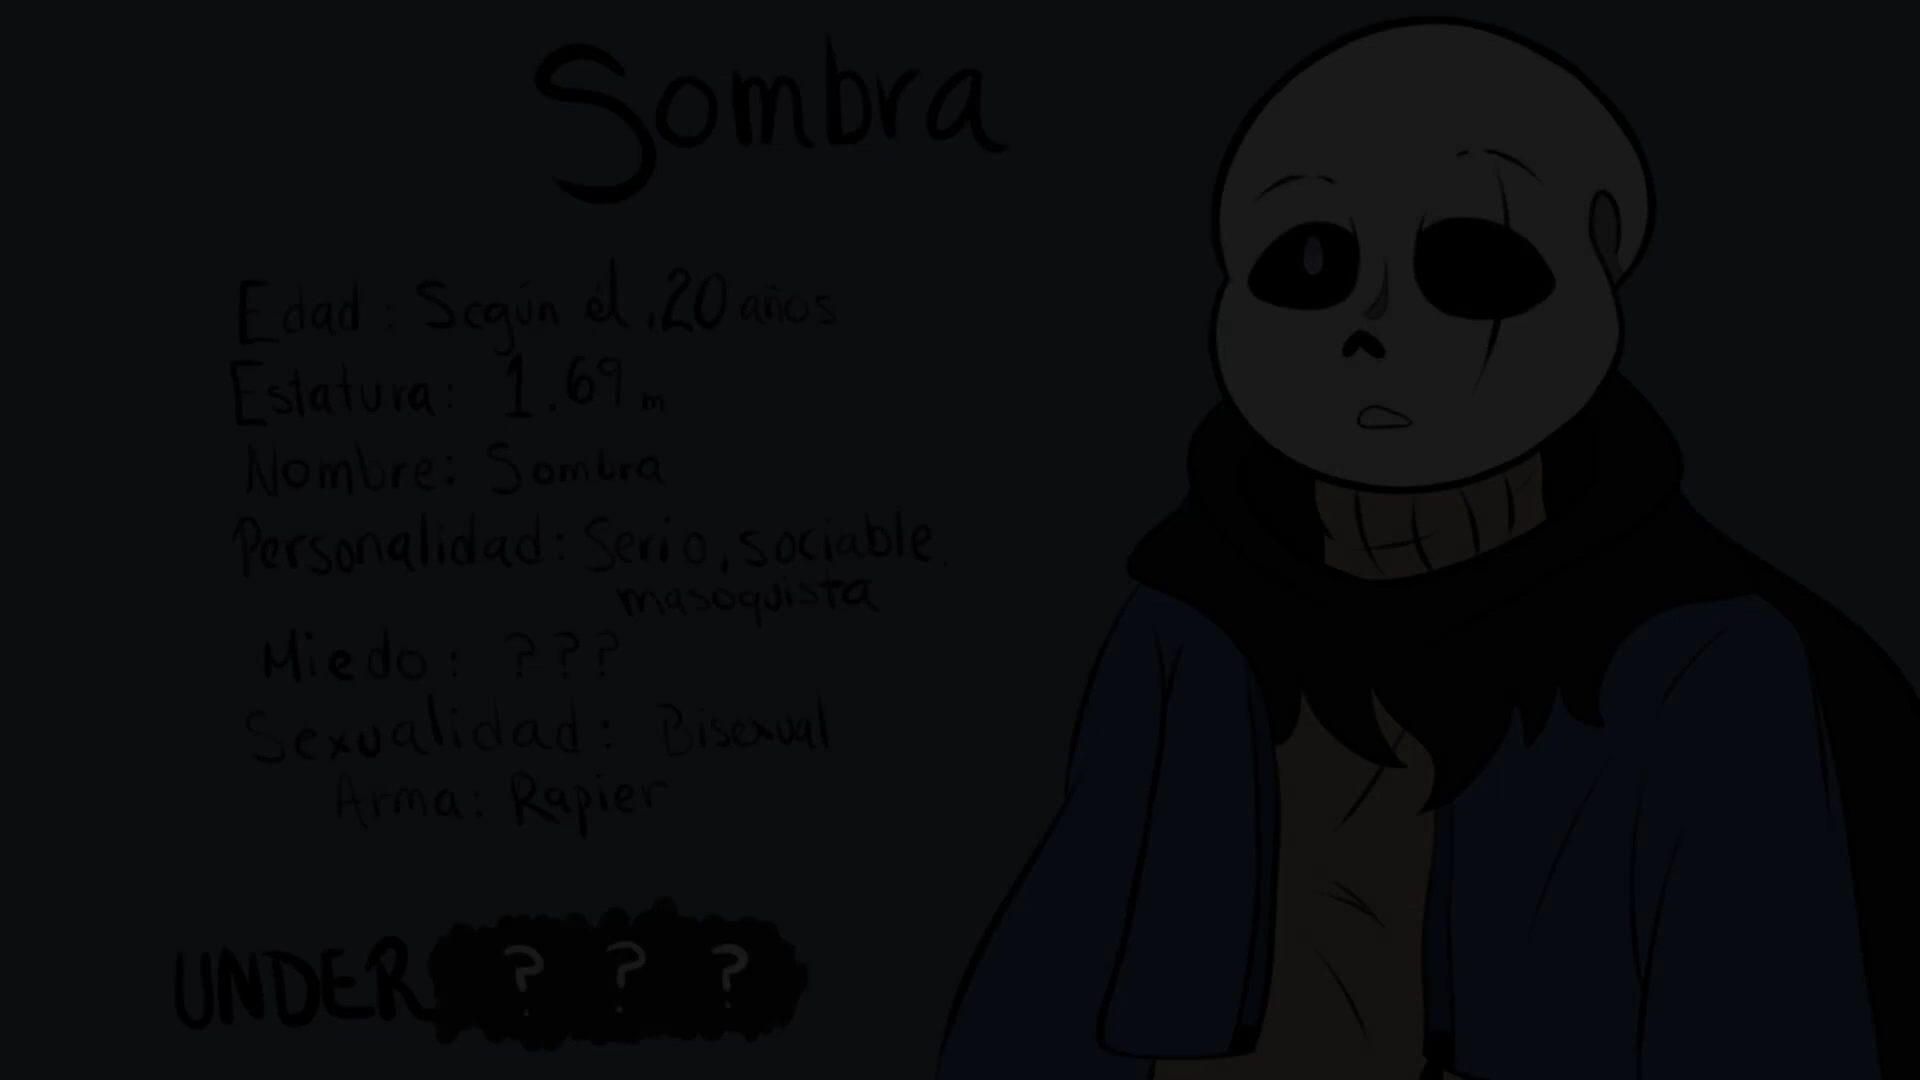 Sombra
Edad: Según él, 20 años
Estatura: 1.69 m
Nombre: Sombra
Personalidad: Serio, sociable,
masoquista
Miedo: ???
Sexualidad: Bisexual
Arma: Rapier
UNDER ? ? ?